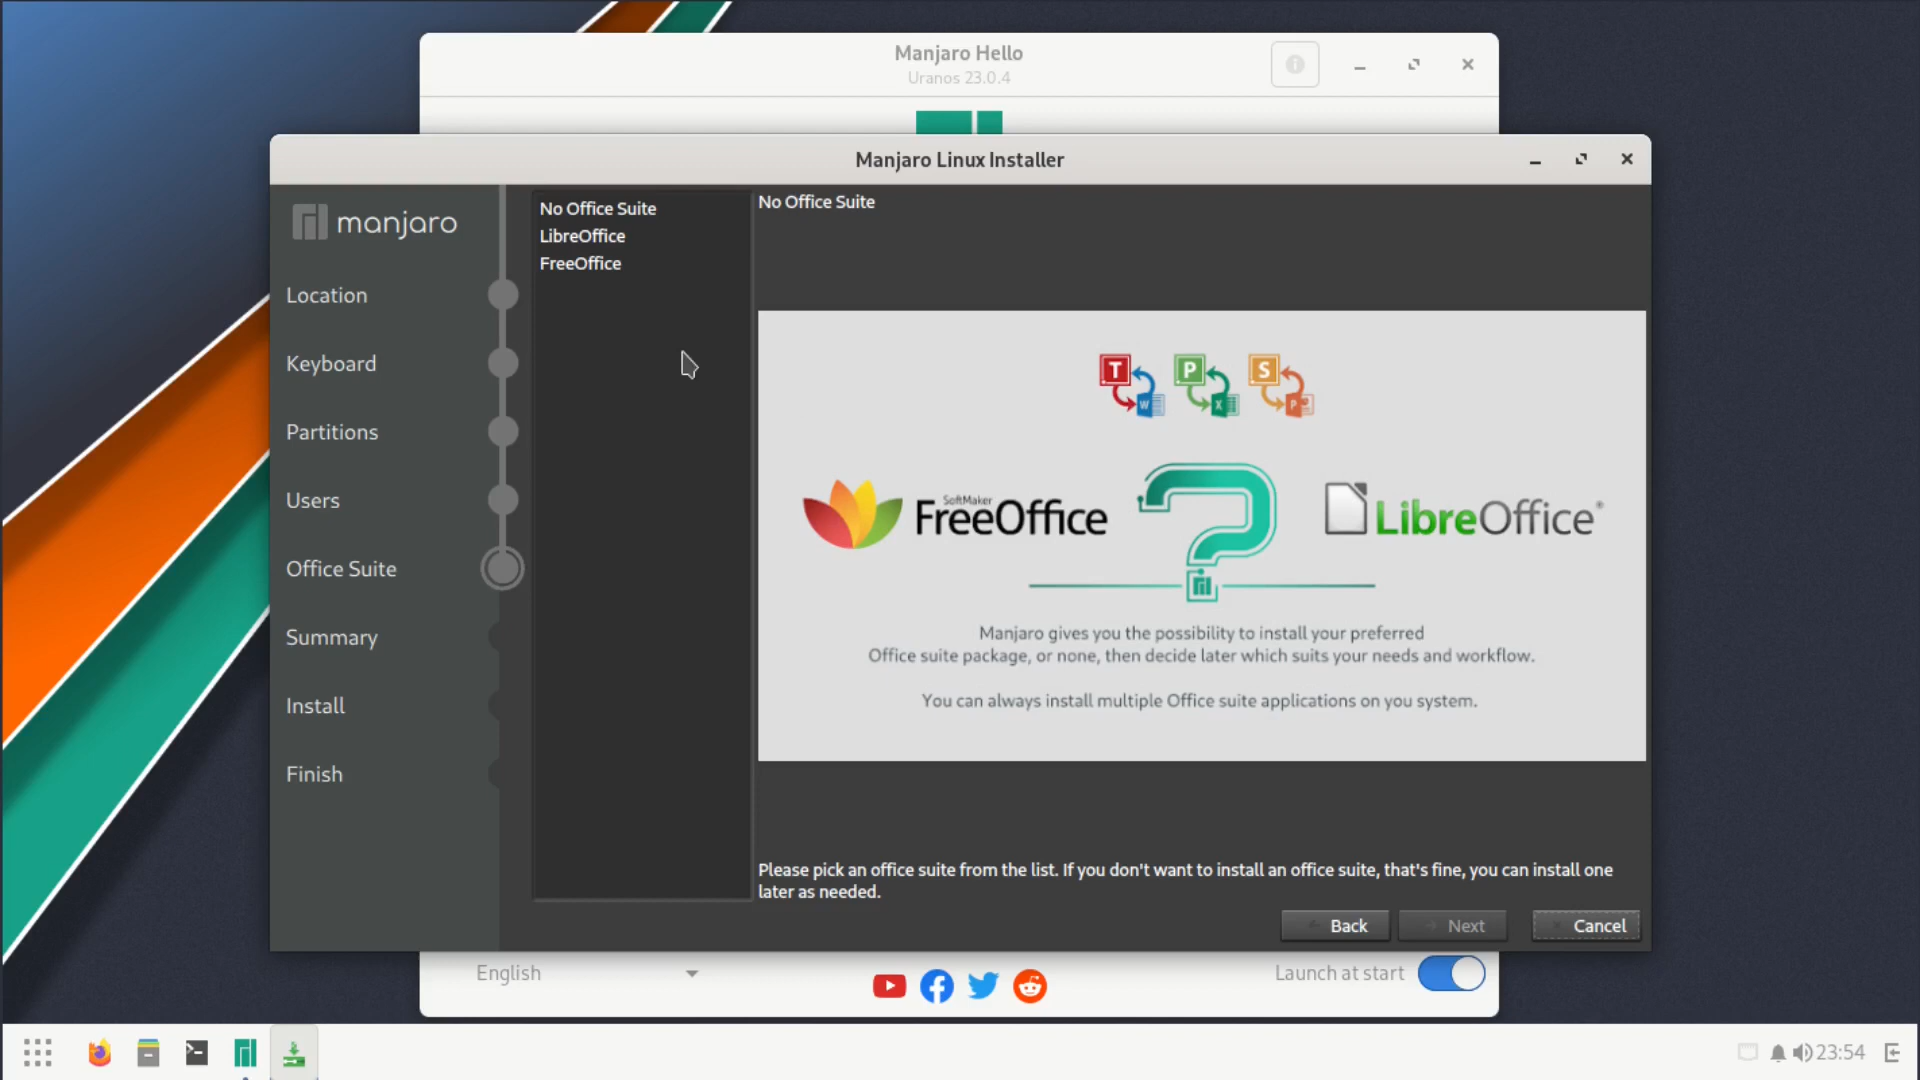 Manjaro Hello
Uranos 23.0.4
Manjaro Linux Installer
manjaro
Location
Keyboard
Partitions
Users
Office Suite
Summary
Install
Finish
No Office Suite
LibreOffice
FreeOffice
No Office Suite
T P S
W X P
SoftMaker
FreeOffice
LibreOffice®
Manjaro gives you the possibility to install your preferred
Office suite package, or none, then decide later which suits your needs and workflow.
You can always install multiple Office suite applications on you system.
Please pick an office suite from the list. If you don't want to install an office suite, that's fine, you can install one
later as needed.
Back Next Cancel
English
Launch at start
23:54